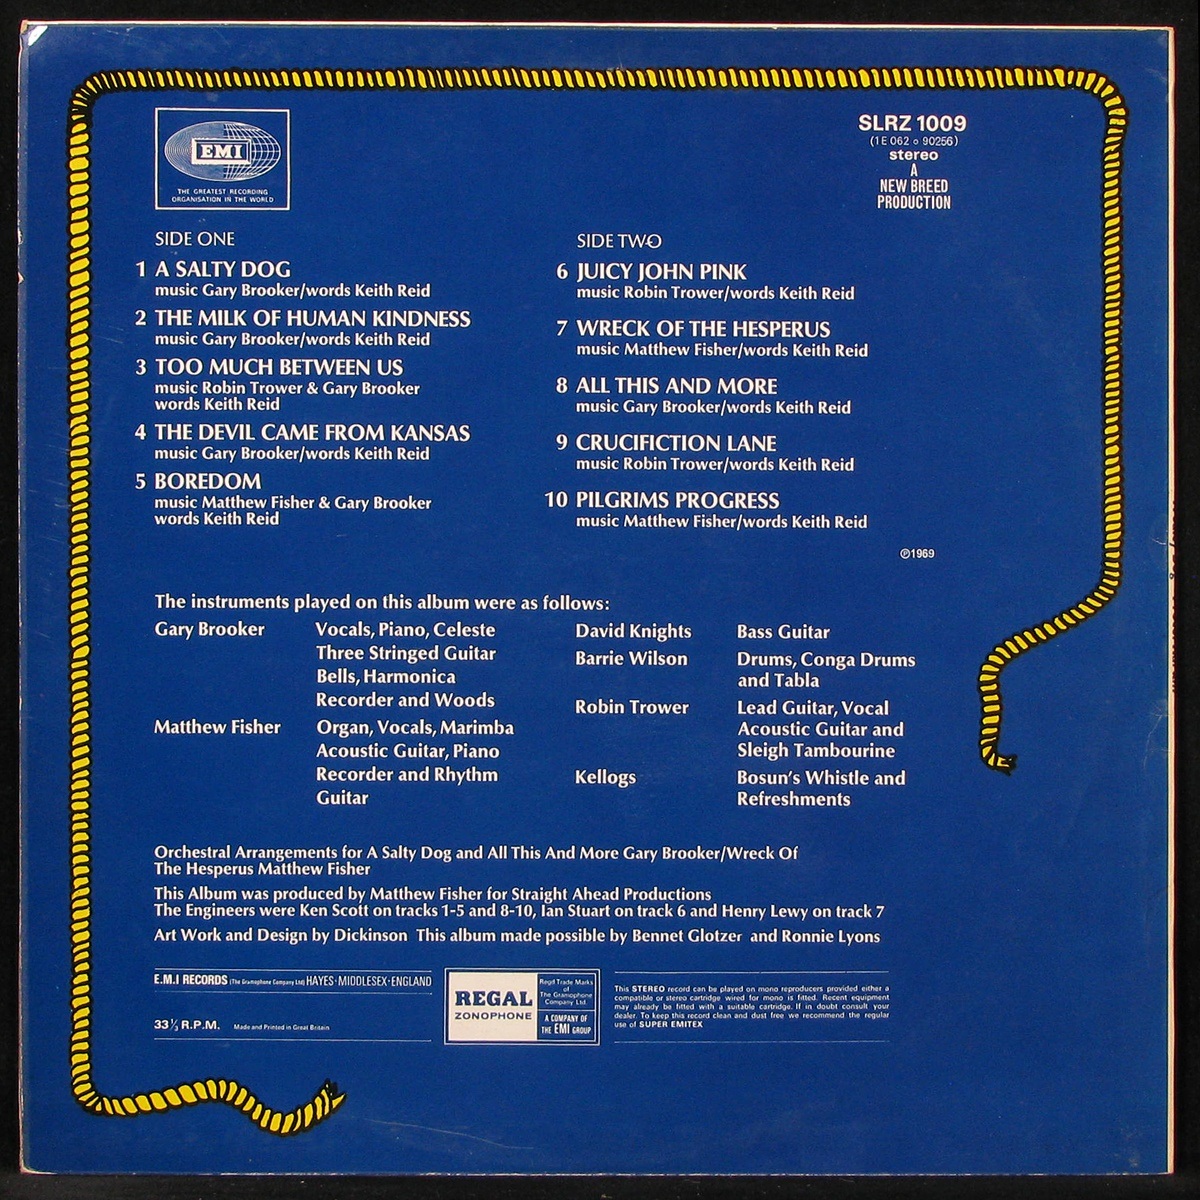 EMI
THE GREATEST RECORDING
ORGANISATION IN THE WORLD
SLRZ 1009
(1E 062 o 90256)
stereo
A
NEW BREED
PRODUCTION
SIDE ONE
1 A SALTY DOG
music Gary Brooker/words Keith Reid
2 THE MILK OF HUMAN KINDNESS
music Gary Brooker/words Keith Reid
3 TOO MUCH BETWEEN US
music Robin Trower & Gary Brooker
words Keith Reid
4 THE DEVIL CAME FROM KANSAS
music Gary Brooker/words Keith Reid
5 BOREDOM
music Matthew Fisher & Gary Brooker
words Keith Reid
SIDE TWO
6 JUICY JOHN PINK
music Robin Trower/words Keith Reid
7 WRECK OF THE HESPERUS
music Matthew Fisher/words Keith Reid
8 ALL THIS AND MORE
music Gary Brooker/words Keith Reid
9 CRUCIFICTION LANE
music Robin Trower/words Keith Reid
10 PILGRIMS PROGRESS
music Matthew Fisher/words Keith Reid
℗1969
The instruments played on this album were as follows:
Gary Brooker Vocals, Piano, Celeste
Three Stringed Guitar
Bells, Harmonica
Recorder and Woods
Matthew Fisher Organ, Vocals, Marimba
Acoustic Guitar, Piano
Recorder and Rhythm
Guitar
David Knights Bass Guitar
Barrie Wilson Drums, Conga Drums
and Tabla
Robin Trower Lead Guitar, Vocal
Acoustic Guitar and
Sleigh Tambourine
Kellogs Bosun's Whistle and
Refreshments
Orchestral Arrangements for A Salty Dog and All This And More Gary Brooker/Wreck Of
The Hesperus Matthew Fisher
This Album was produced by Matthew Fisher for Straight Ahead Productions
The Engineers were Ken Scott on tracks 1-5 and 8-10, Ian Stuart on track 6 and Henry Lewy on track 7
Art Work and Design by Dickinson This album made possible by Bennet Glotzer and Ronnie Lyons
E.M.I RECORDS (The Gramophone Company Ltd) HAYES·MIDDLESEX·ENGLAND
33⅓ R.P.M. Made and Printed in Great Britain
REGAL
ZONOPHONE
Regd Trade Marks
of The Gramophone
Company Ltd.
A COMPANY OF
THE EMI GROUP
This STEREO record can be played on mono reproducers provided either a
compatible or stereo cartridge wired for mono is fitted. Recent equipment
may already be fitted with a suitable cartridge. If in doubt consult your
dealer. To keep this record clean and dust free we recommend the regular
use of SUPER EMITEX